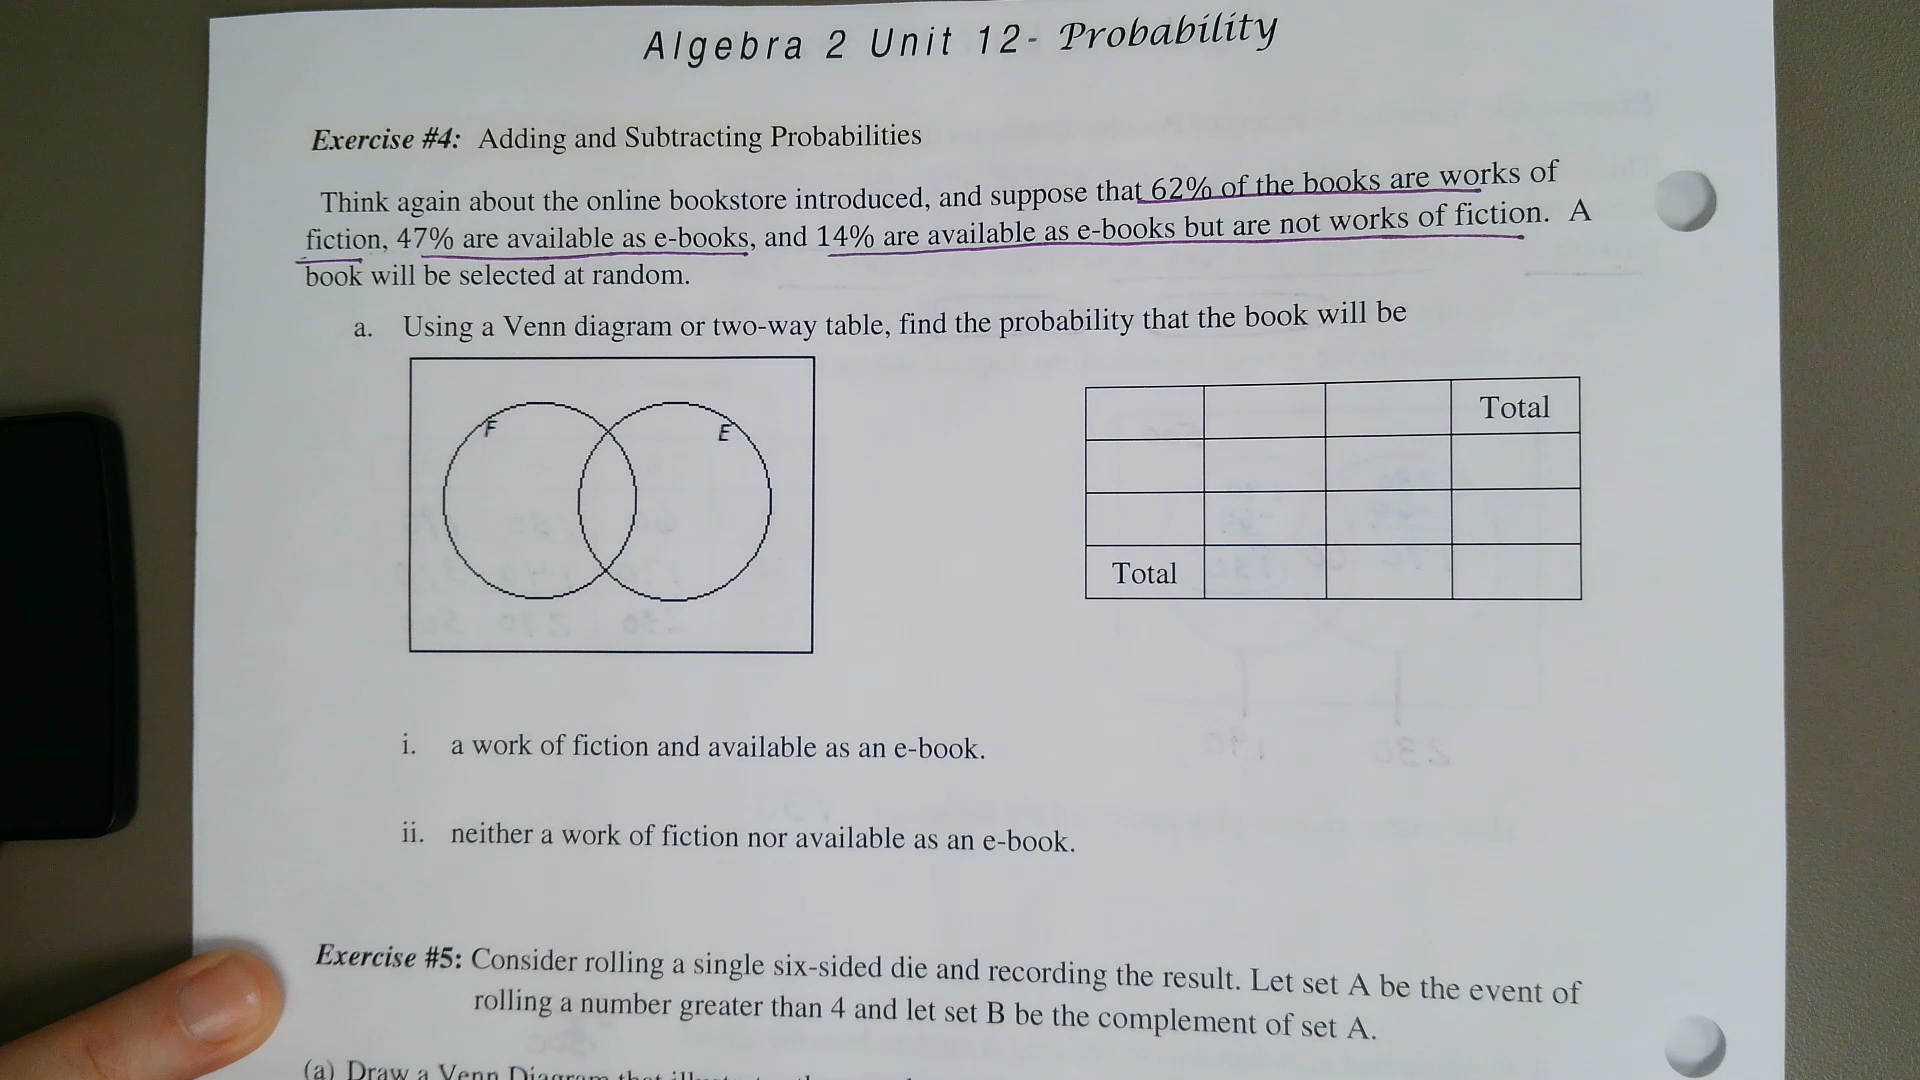 Algebra 2 Unit 12- Probability
Exercise #4: Adding and Subtracting Probabilities
Think again about the online bookstore introduced, and suppose that 62% of the books are works of
fiction, 47% are available as e-books, and 14% are available as e-books but are not works of fiction. A
book will be selected at random.
a. Using a Venn diagram or two-way table, find the probability that the book will be
F
E
Total
Total
i. a work of fiction and available as an e-book.
ii. neither a work of fiction nor available as an e-book.
Exercise #5: Consider rolling a single six-sided die and recording the result. Let set A be the event of
rolling a number greater than 4 and let set B be the complement of set A.
(a) Draw a Venn Diagram that